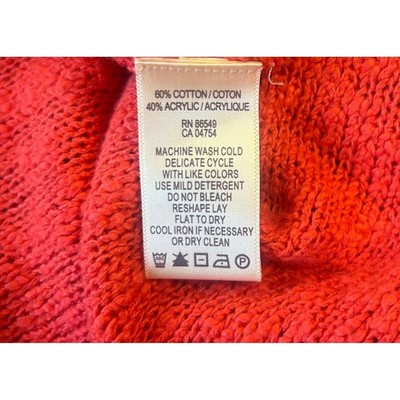 60% COTTON / COTON
40% ACRYLIC / ACRYLIQUE
RN 86549
CA 04754
MACHINE WASH COLD
DELICATE CYCLE
WITH LIKE COLORS
USE MILD DETERGENT
DO NOT BLEACH
RESHAPE LAY
FLAT TO DRY
COOL IRON IF NECESSARY
OR DRY CLEAN
P